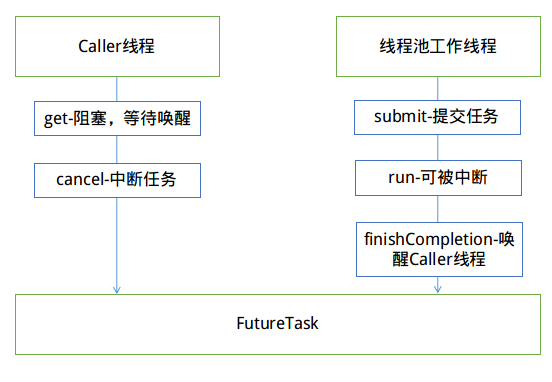 Caller线程
get-阻塞，等待唤醒
cancel-中断任务
线程池工作线程
submit-提交任务
run-可被中断
finishCompletion-唤
醒Caller线程
FutureTask